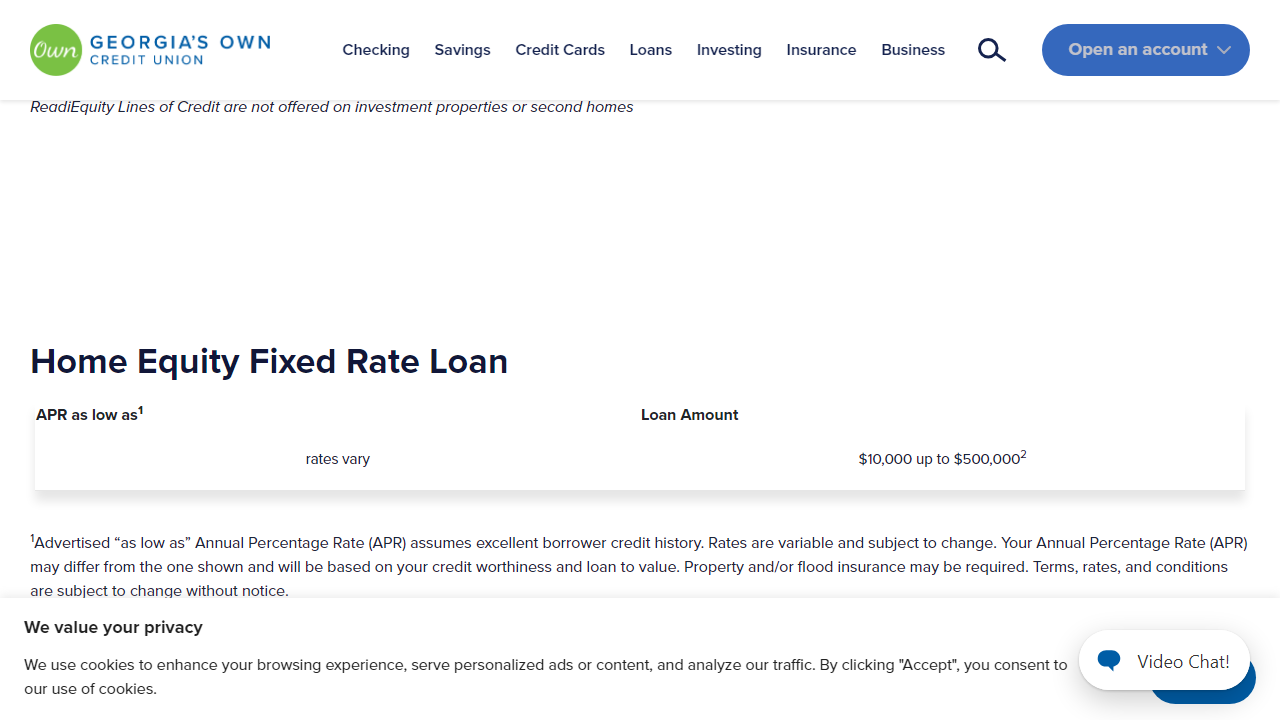 Own GEORGIA'S OWN
CREDIT UNION
Checking Savings Credit Cards Loans Investing Insurance Business
Open an account
ReadiEquity Lines of Credit are not offered on investment properties or second homes
Home Equity Fixed Rate Loan
APR as low as¹ Loan Amount
rates vary $10,000 up to $500,000²
¹Advertised “as low as” Annual Percentage Rate (APR) assumes excellent borrower credit history. Rates are variable and subject to change. Your Annual Percentage Rate (APR)
may differ from the one shown and will be based on your credit worthiness and loan to value. Property and/or flood insurance may be required. Terms, rates, and conditions
are subject to change without notice.
We value your privacy
We use cookies to enhance your browsing experience, serve personalized ads or content, and analyze our traffic. By clicking "Accept", you consent to
our use of cookies.
Video Chat!